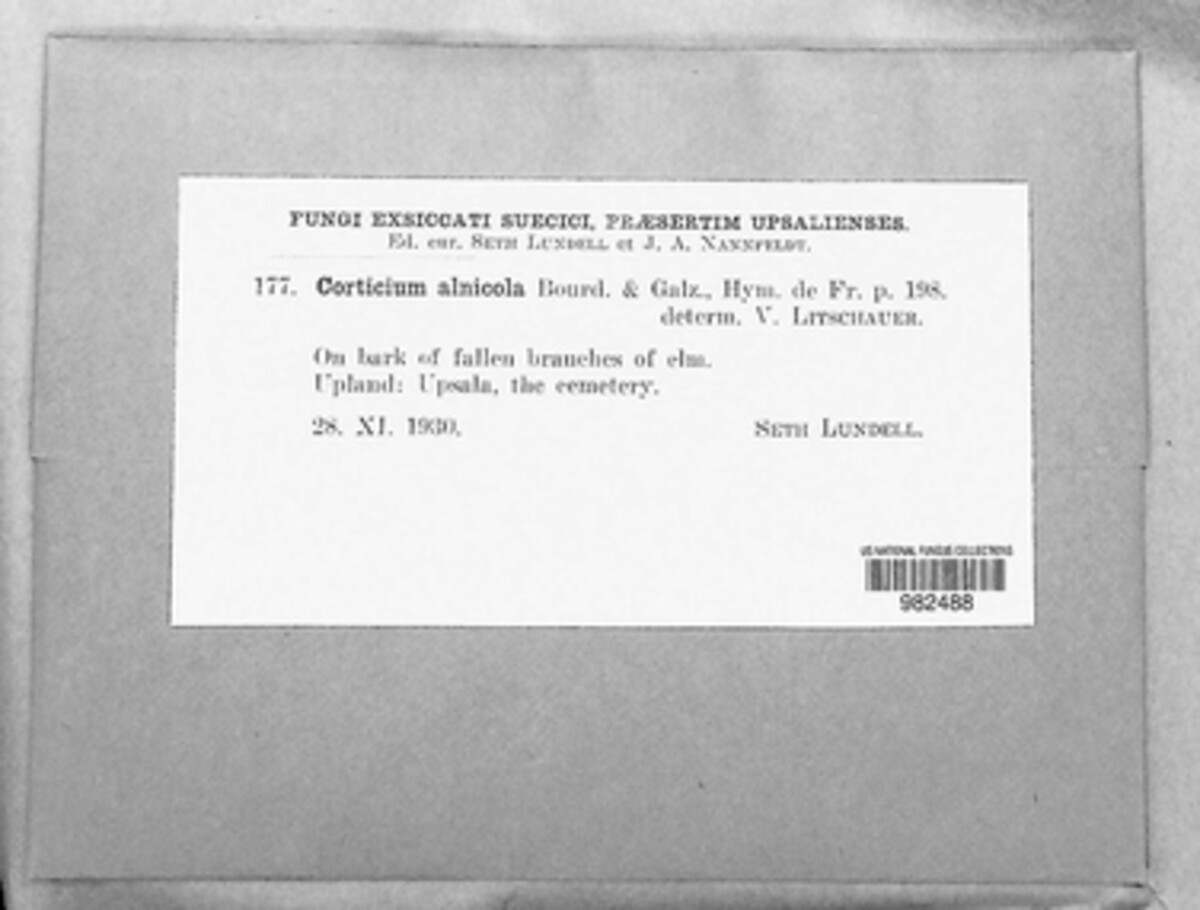 FUNGI EXSICCATI SUECICI, PRÆSERTIM UPSALIENSES.
Ed. cur. SETH LUNDELL et J. A. NANNFELDT.
177. Corticium alnicola Bourd. & Galz., Hym. de Fr. p. 198.
determ. V. LITSCHAUER.
On bark of fallen branches of elm.
Upland: Upsala, the cemetery.
28. XI. 1930. SETH LUNDELL.
US NATIONAL FUNGUS COLLECTIONS
982488